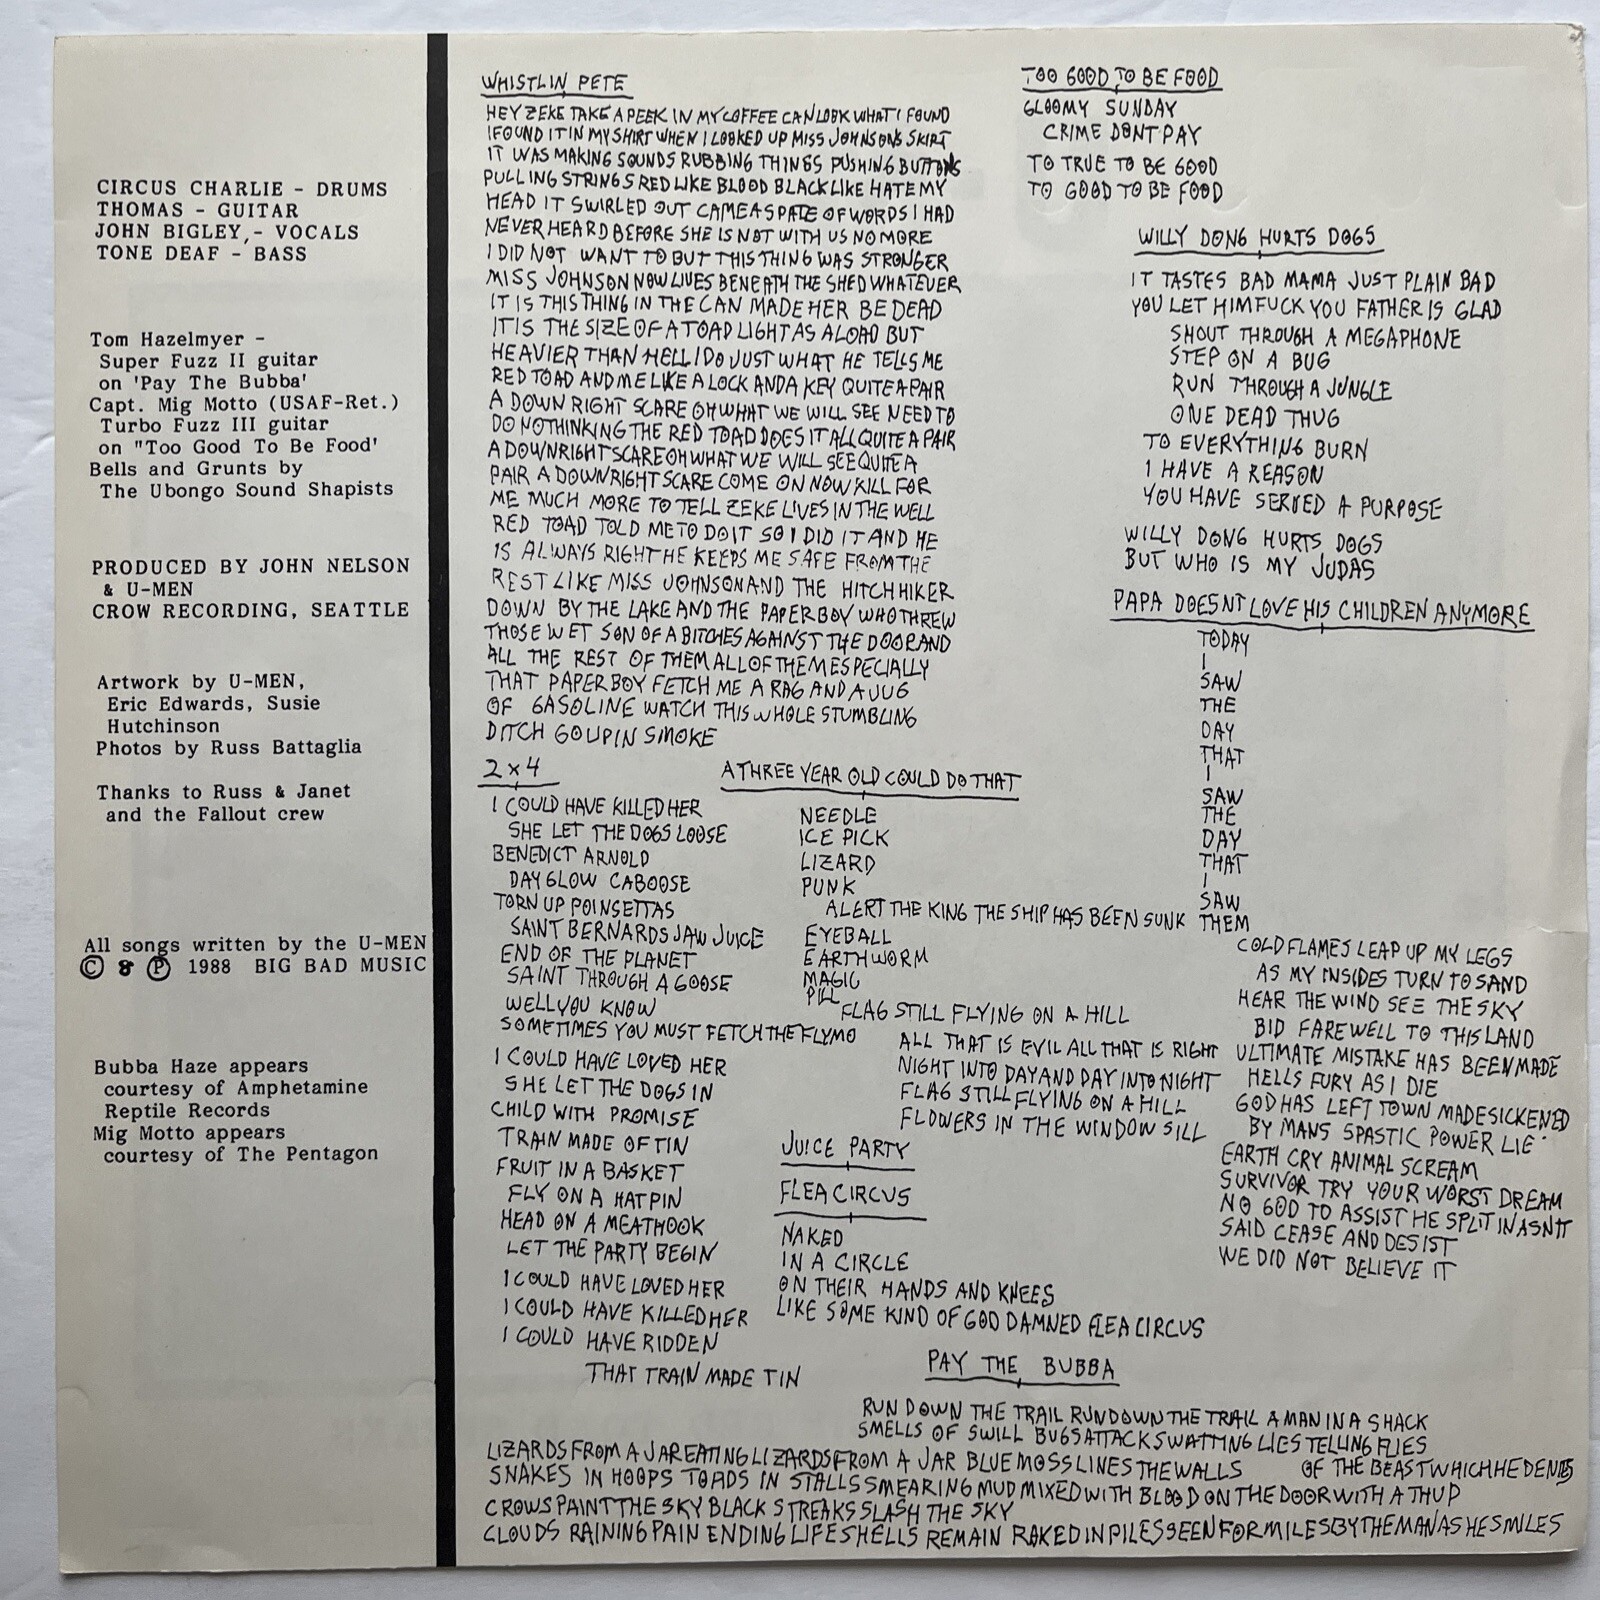 CIRCUS CHARLIE - DRUMS
THOMAS - GUITAR
JOHN BIGLEY,- VOCALS
TONE DEAF - BASS
Tom Hazelmyer -
Super Fuzz II guitar
on 'Pay The Bubba'
Capt. Mig Motto (USAF-Ret.)
Turbo Fuzz III guitar
on "Too Good To Be Food'
Bells and Grunts by
The Ubongo Sound Shapists
PRODUCED BY JOHN NELSON
& U-MEN
CROW RECORDING, SEATTLE
Artwork by U-MEN,
Eric Edwards, Susie
Hutchinson
Photos by Russ Battaglia
Thanks to Russ & Janet
and the Fallout crew
All songs written by the U-MEN
© & ℗ 1988 BIG BAD MUSIC
Bubba Haze appears
courtesy of Amphetamine
Reptile Records
Mig Motto appears
courtesy of The Pentagon
WHISTLIN PETE
HEY ZEKE TAKE A PEEK IN MY COFFEE CAN LOOK WHAT I FOUND
I FOUND IT IN MY SHIRT WHEN I LOOKED UP MISS JOHNSONS SKIRT
IT WAS MAKING SOUNDS RUBBING THINGS PUSHING BUTTONS
PULLING STRINGS RED LIKE BLOOD BLACK LIKE HATE MY
HEAD IT SWIRLED OUT CAME A SPATE OF WORDS I HAD
NEVER HEARD BEFORE SHE IS NOT WITH US NO MORE
I DID NOT WANT TO BUT THIS THING WAS STRONGER
MISS JOHNSON NOW LIVES BENEATH THE SHED WHATEVER
IT IS THIS THING IN THE CAN MADE HER BE DEAD
IT IS THE SIZE OF A TOAD LIGHT AS A LOAD BUT
HEAVIER THAN HELL I DO JUST WHAT HE TELLS ME
RED TOAD AND ME LIKE A LOCK AND A KEY QUITE A PAIR
A DOWN RIGHT SCARE OH WHAT WE WILL SEE NEED TO
DO NO THINKING THE RED TOAD DOES IT ALL QUITE A PAIR
A DOWNRIGHT SCARE OH WHAT WE WILL SEE QUITE A
PAIR A DOWNRIGHT SCARE COME ON NOW KILL FOR
ME MUCH MORE TO TELL ZEKE LIVES IN THE WELL
RED TOAD TOLD ME TO DO IT SO I DID IT AND HE
IS ALWAYS RIGHT HE KEEPS ME SAFE FROM THE
REST LIKE MISS JOHNSON AND THE HITCH HIKER
DOWN BY THE LAKE AND THE PAPER BOY WHO THREW
THOSE WET SON OF A BITCHES AGAINST THE DOOR AND
ALL THE REST OF THEM ALL OF THEM ESPECIALLY
THAT PAPER BOY FETCH ME A RAG AND A JUG
OF GASOLINE WATCH THIS WHOLE STUMBLING
DITCH GO UP IN SMOKE
2 x 4
I COULD HAVE KILLED HER
SHE LET THE DOGS LOOSE
BENEDICT ARNOLD
DAY GLOW CABOOSE
TORN UP POINSETTAS
SAINT BERNARDS JAW JUICE
END OF THE PLANET
SAINT THROUGH A GOOSE
WELL YOU KNOW
SOMETIMES YOU MUST FETCH THE FLYMO
I COULD HAVE LOVED HER
SHE LET THE DOGS IN
CHILD WITH PROMISE
TRAIN MADE OF TIN
FRUIT IN A BASKET
FLY ON A HAT PIN
HEAD ON A MEATHOOK
LET THE PARTY BEGIN
I COULD HAVE LOVED HER
I COULD HAVE KILLED HER
I COULD HAVE RIDDEN
THAT TRAIN MADE TIN
A THREE YEAR OLD COULD DO THAT
NEEDLE
ICE PICK
LIZARD
PUNK
ALERT THE KING THE SHIP HAS BEEN SUNK
EYEBALL
EARTHWORM
MAGIC
PILL
FLAG STILL FLYING ON A HILL
ALL THAT IS EVIL ALL THAT IS RIGHT
NIGHT INTO DAY AND DAY INTO NIGHT
FLAG STILL FLYING ON A HILL
FLOWERS IN THE WINDOW SILL
JUICE PARTY
FLEA CIRCUS
NAKED
IN A CIRCLE
ON THEIR HANDS AND KNEES
LIKE SOME KIND OF GOD DAMNED FLEA CIRCUS
TOO GOOD TO BE FOOD
GLOOMY SUNDAY
CRIME DONT PAY
TO TRUE TO BE GOOD
TO GOOD TO BE FOOD
WILLY DONG HURTS DOGS
IT TASTES BAD MAMA JUST PLAIN BAD
YOU LET HIM FUCK YOU FATHER IS GLAD
SHOUT THROUGH A MEGAPHONE
STEP ON A BUG
RUN THROUGH A JUNGLE
ONE DEAD THUG
TO EVERYTHING BURN
I HAVE A REASON
YOU HAVE SERVED A PURPOSE
WILLY DONG HURTS DOGS
BUT WHO IS MY JUDAS
PAPA DOESNT LOVE HIS CHILDREN ANYMORE
TODAY
I
SAW
THE
DAY
THAT
I
SAW
THE
DAY
THAT
I
SAW
THEM
COLD FLAMES LEAP UP MY LEGS
AS MY INSIDES TURN TO SAND
HEAR THE WIND SEE THE SKY
BID FAREWELL TO THIS LAND
ULTIMATE MISTAKE HAS BEEN MADE
HELLS FURY AS I DIE
GOD HAS LEFT TOWN MADE SICKENED
BY MANS SPASTIC POWER LIE
EARTH CRY ANIMAL SCREAM
SURVIVOR TRY YOUR WORST DREAM
NO GOD TO ASSIST HE SPLIT IN A SNIT
SAID CEASE AND DESIST
WE DID NOT BELIEVE IT
PAY THE BUBBA
RUN DOWN THE TRAIL RUN DOWN THE TRAIL A MAN IN A SHACK
SMELLS OF SWILL BUGS ATTACK SWATTING LIES TELLING FLIES
LIZARDS FROM A JAR EATING LIZARDS FROM A JAR BLUE MOSS LINES THE WALLS OF THE BEAST WHICH HE DENIES
SNAKES IN HOOPS TOADS IN STALLS SMEARING MUD MIXED WITH BLOOD ON THE DOOR WITH A THUP
CROWS PAINT THE SKY BLACK STREAKS SLASH THE SKY
CLOUDS RAINING PAIN ENDING LIFE SHELLS REMAIN RAKED IN PILES SEEN FOR MILES BY THE MAN AS HE SMILES